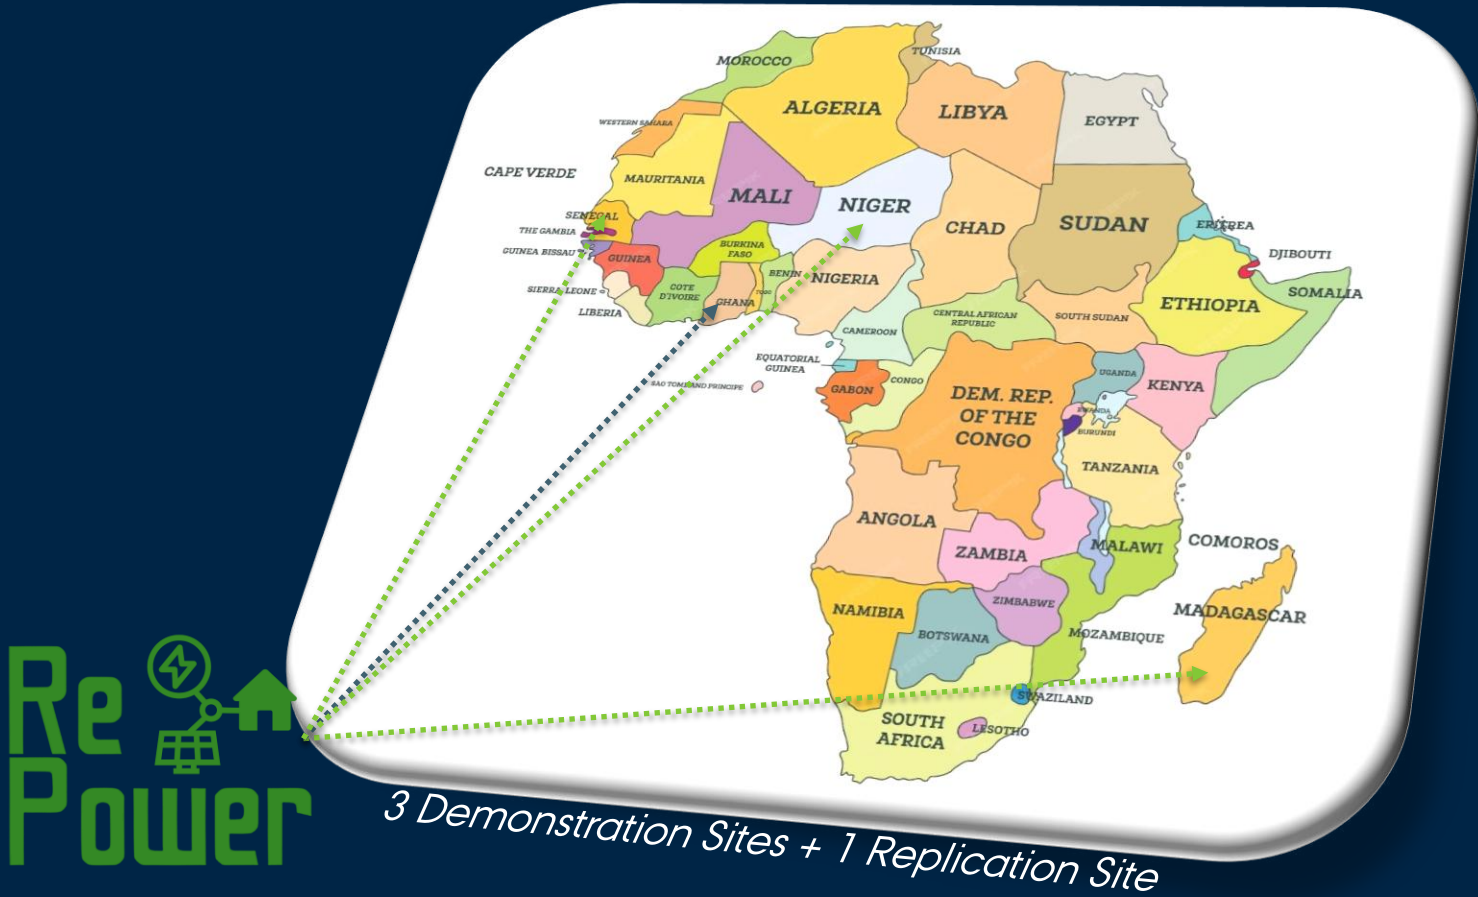 MOROCCO
TUNISIA
ALGERIA
LIBYA
EGYPT
WESTERN SAHARA
CAPE VERDE
MAURITANIA
MALI
NIGER
CHAD
SUDAN
ERITREA
SENEGAL
THE GAMBIA
GUINEA BISSAU
GUINEA
BURKINA
FASO
BENIN
NIGERIA
DJIBOUTI
SOMALIA
ETHIOPIA
SIERRA LEONE
LIBERIA
COTE
D'IVOIRE
GHANA
TOGO
CAMEROON
CENTRAL AFRICAN
REPUBLIC
SOUTH SUDAN
EQUATORIAL
GUINEA
SAO TOME AND PRINCIPE
GABON
CONGO
DEM. REP.
OF THE
CONGO
UGANDA
KENYA
RWANDA
BURUNDI
TANZANIA
ANGOLA
ZAMBIA
MALAWI
COMOROS
NAMIBIA
BOTSWANA
ZIMBABWE
MOZAMBIQUE
MADAGASCAR
SWAZILAND
SOUTH
AFRICA
LESOTHO
Re
Power
3 Demonstration Sites + 1 Replication Site